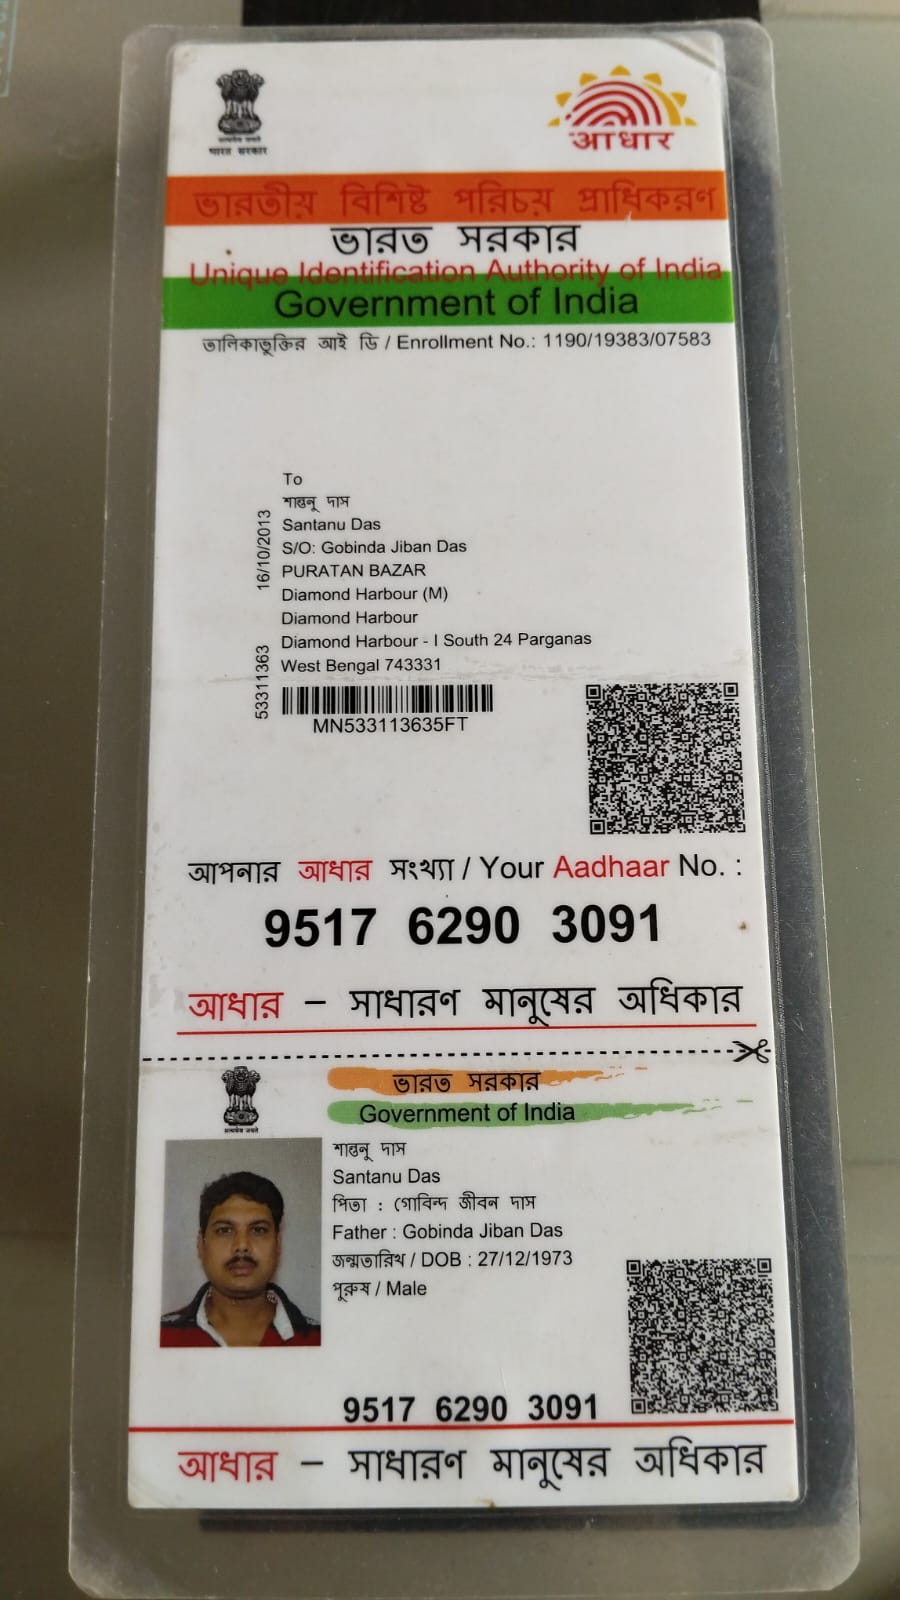 भारत सरकार
आधार
ভারতীয় বিশিষ্ট পরিচয় প্রাধিকরণ
ভারত সরকার
Unique Identification Authority of India
Government of India
তালিকাভুক্তির আই ডি / Enrollment No.: 1190/19383/07583
To
শান্তনু দাস
Santanu Das
S/O: Gobinda Jiban Das
PURATAN BAZAR
Diamond Harbour (M)
Diamond Harbour
Diamond Harbour - I South 24 Parganas
West Bengal 743331
16/10/2013
53311363
MN533113635FT
আপনার আধার সংখ্যা / Your Aadhaar No. :
9517 6290 3091
আধার – সাধারণ মানুষের অধিকার
ভারত সরকার
Government of India
শান্তনু দাস
Santanu Das
পিতা : গোবিন্দ জীবন দাস
Father : Gobinda Jiban Das
জন্মতারিখ / DOB : 27/12/1973
পুরুষ / Male
9517 6290 3091
আধার – সাধারণ মানুষের অধিকার